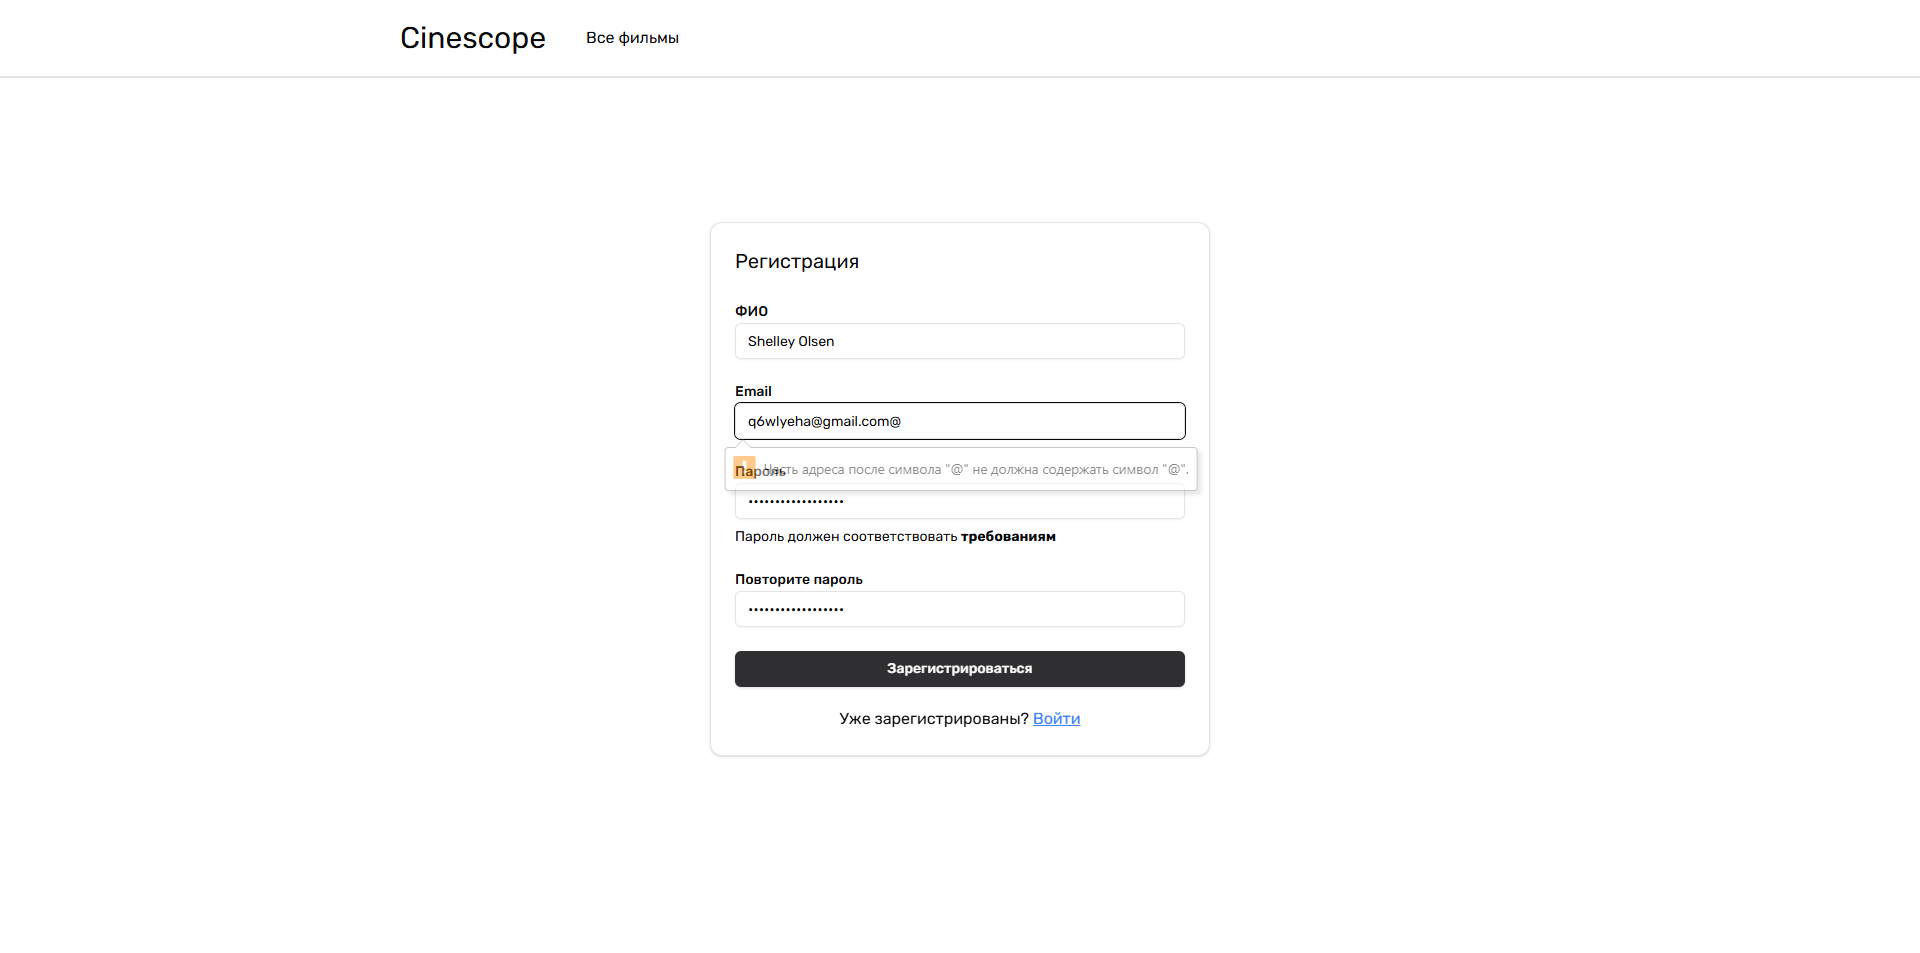 Cinescope
Все фильмы
Регистрация
ФИО
Shelley Olsen
Email
q6wlyeha@gmail.com@
Часть адреса после символа "@" не должна содержать символ "@".
Пароль
••••••••••••••••••
Пароль должен соответствовать требованиям
Повторите пароль
••••••••••••••••••
Зарегистрироваться
Уже зарегистрированы? Войти